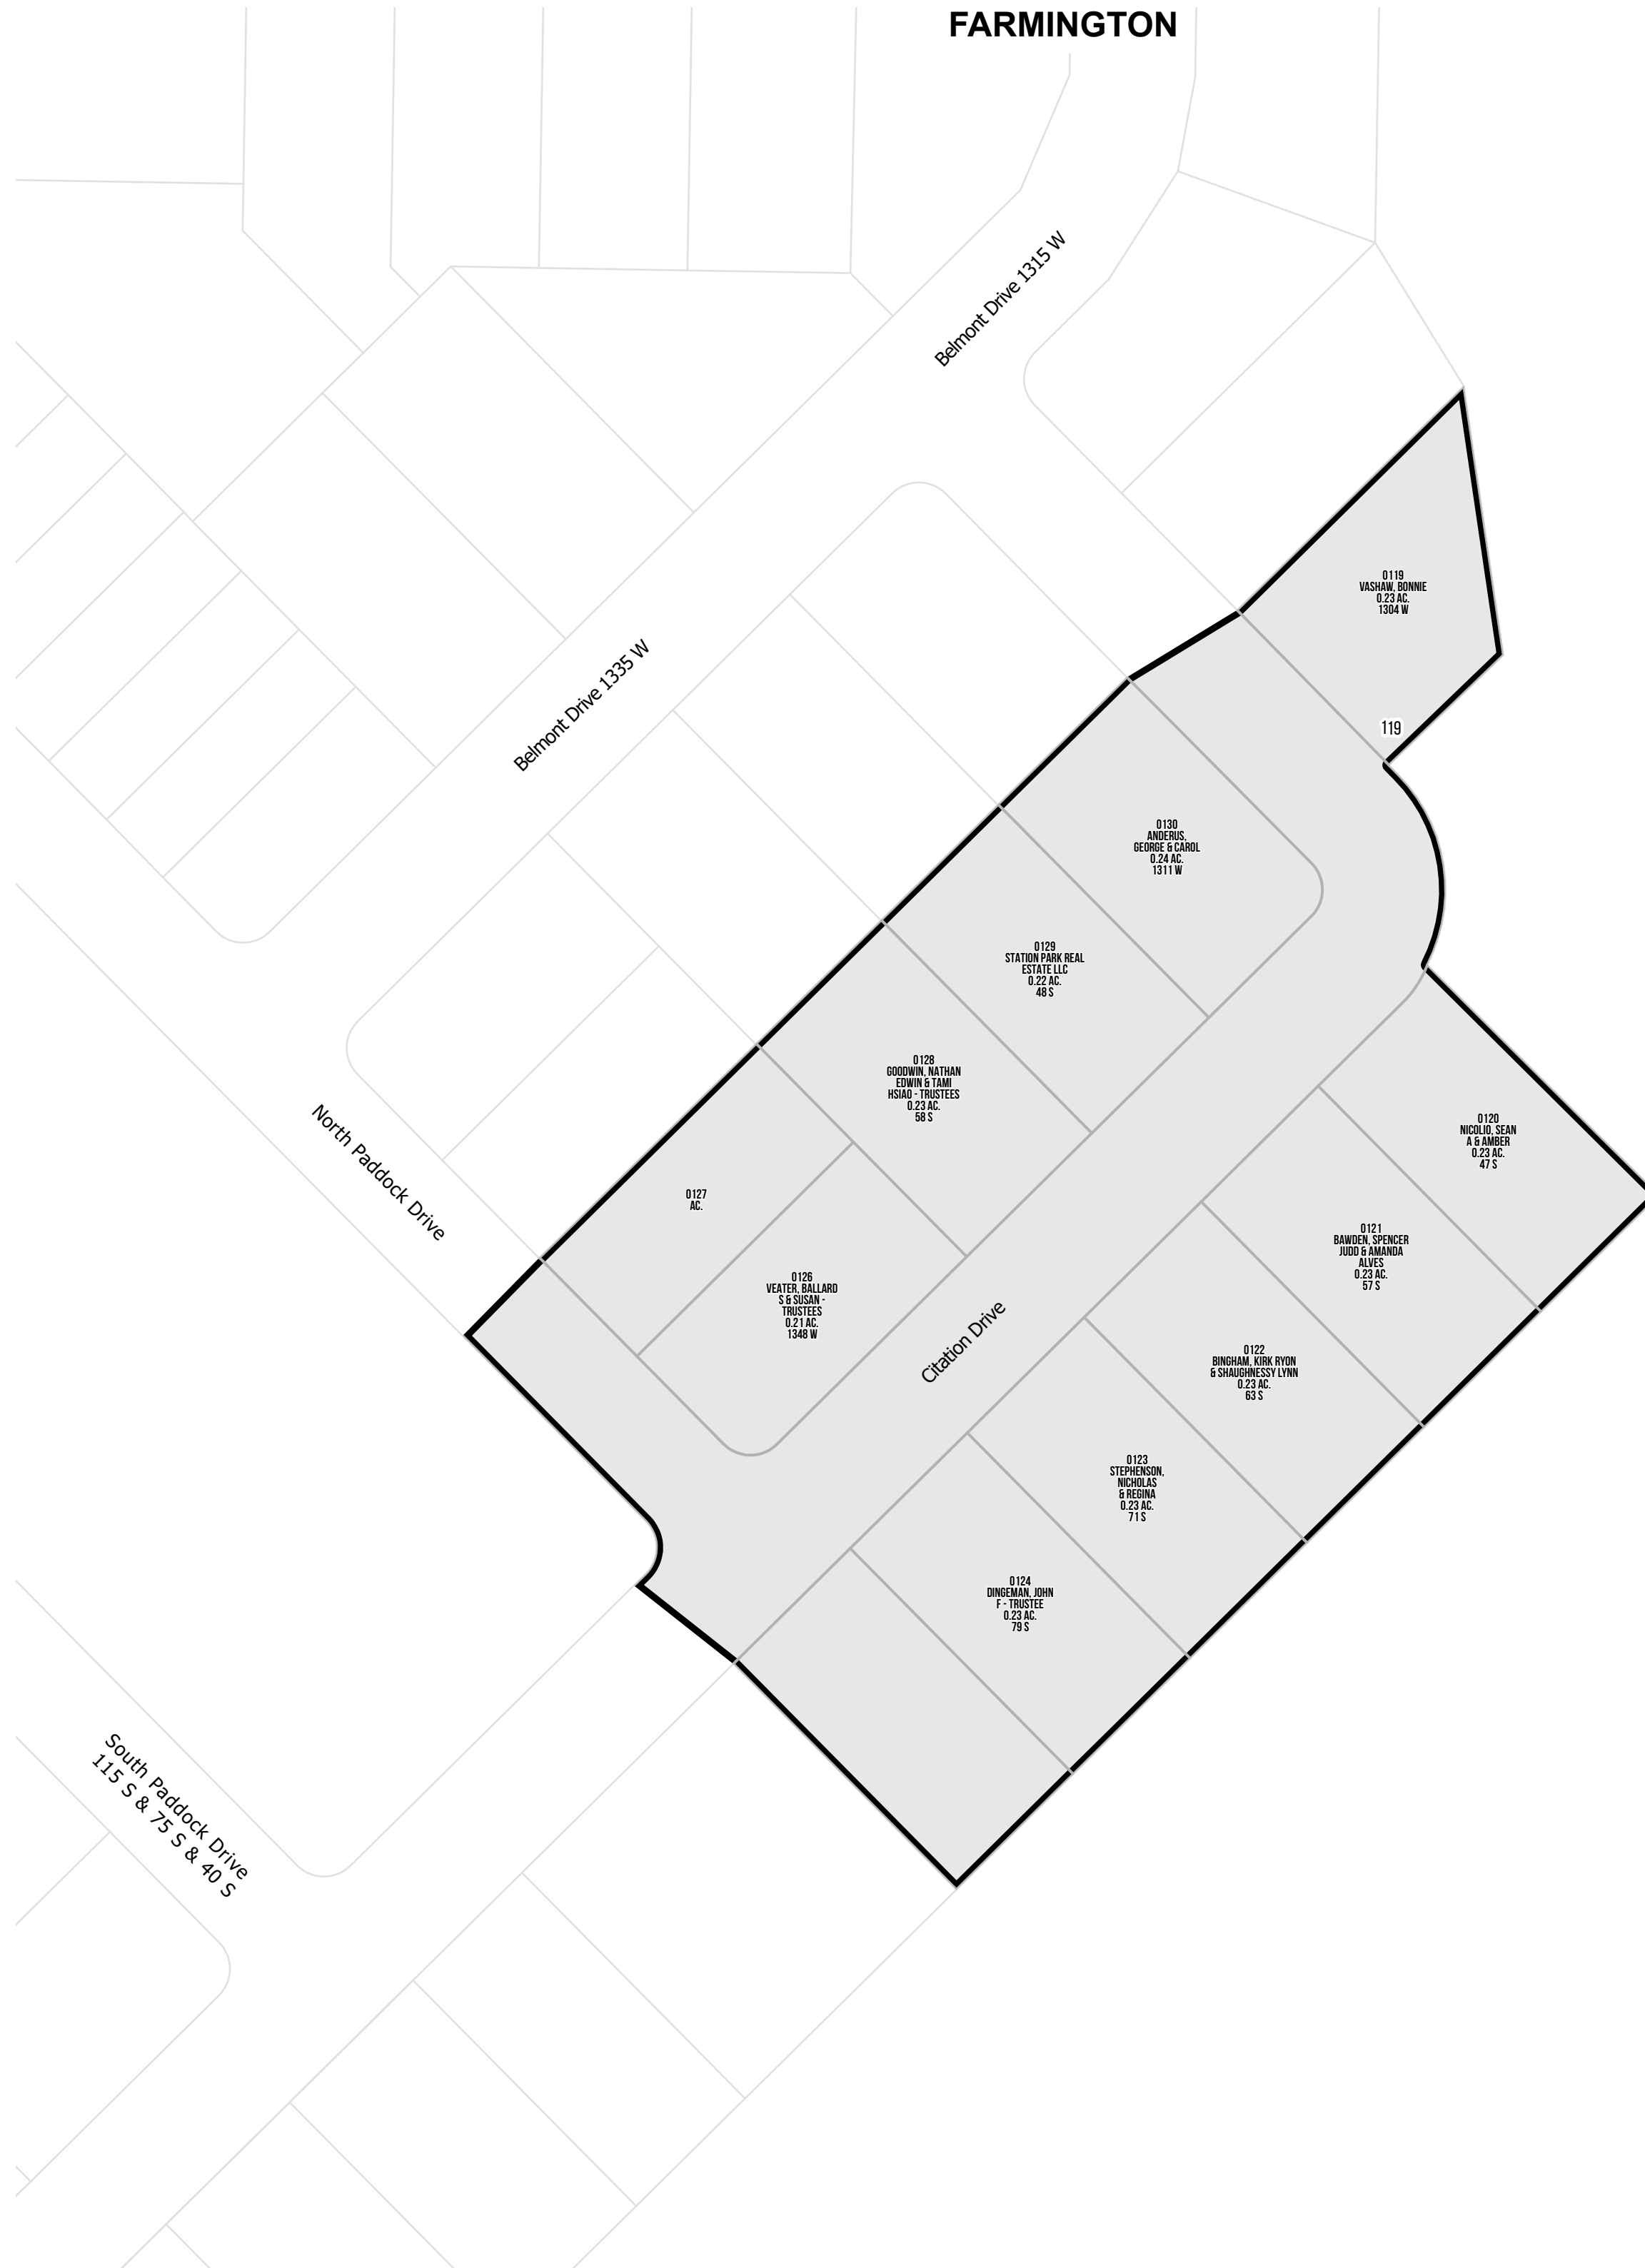 FARMINGTON
Belmont Drive 1315 W
0119
VASHAW, BONNIE
0.23 AC.
1304 W
Belmont Drive 1335 W
119
0130
ANDERUS,
GEORGE & CAROL
0.24 AC.
1311 W
0129
STATION PARK REAL
ESTATE LLC
0.22 AC.
48 S
0128
GOODWIN, NATHAN
EDWIN & TAMI
HSIAO - TRUSTEES
0.23 AC.
58 S
North Paddock Drive
0120
NICOLIO, SEAN
A & AMBER
0.23 AC.
47 S
0127
AC.
0121
BAWDEN, SPENCER
JUDD & AMANDA
ALVES
0.23 AC.
57 S
0126
VEATER, BALLARD
S & SUSAN -
TRUSTEES
0.21 AC.
1348 W
Citation Drive
0122
BINGHAM, KIRK RYON
& SHAUGHNESSY LYNN
0.23 AC.
63 S
0123
STEPHENSON,
NICHOLAS
& REGINA
0.23 AC.
71 S
0124
DINGEMAN, JOHN
F - TRUSTEE
0.23 AC.
79 S
South Paddock Drive
115 S & 75 S & 40 S